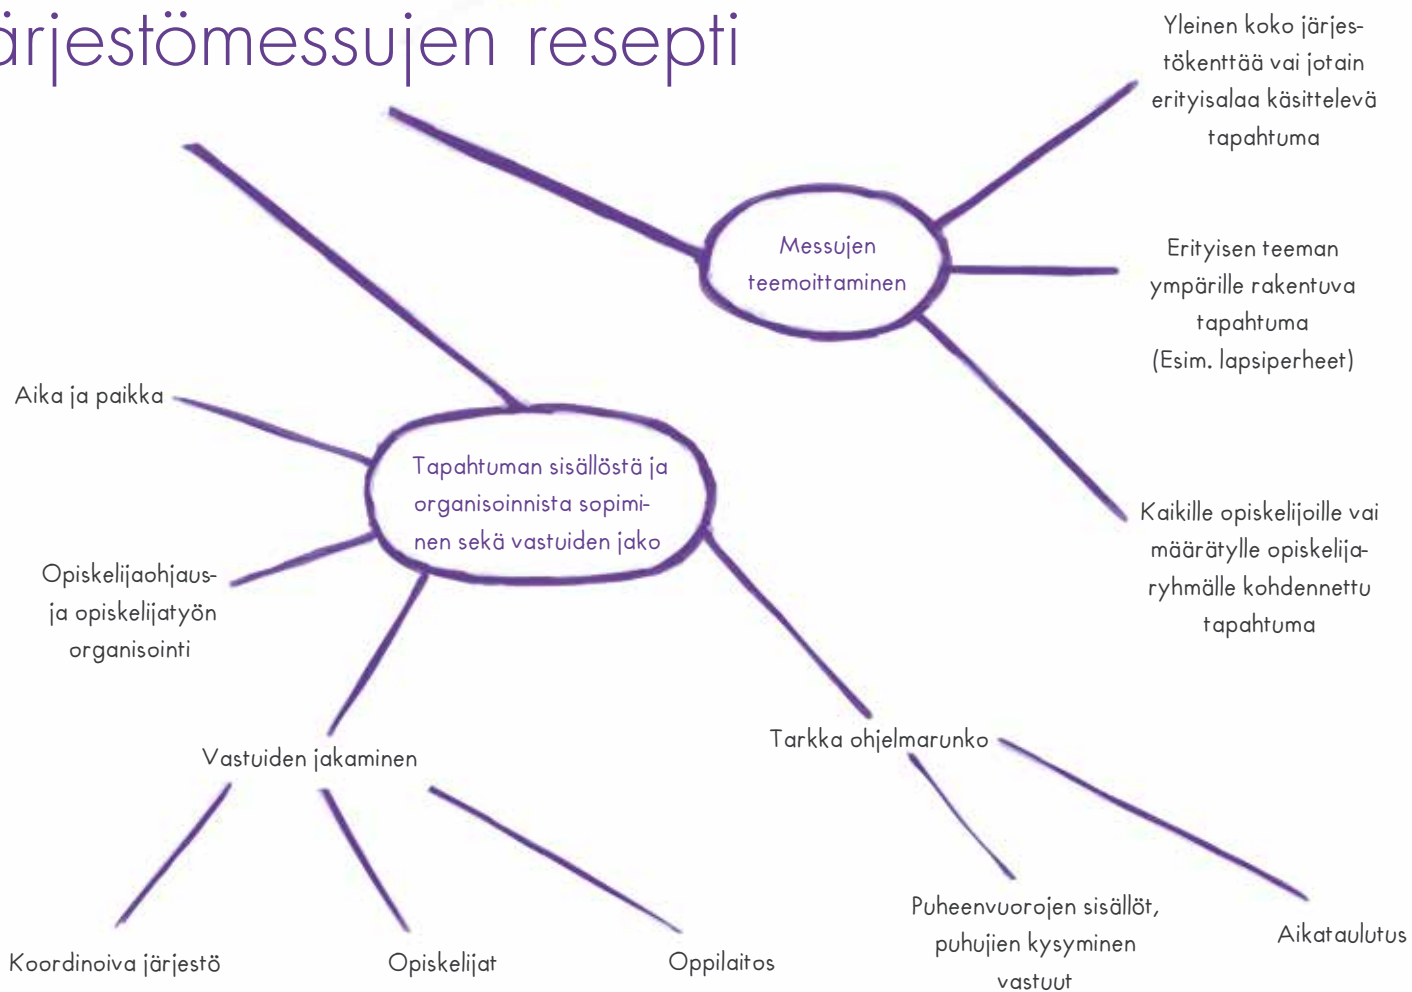 ärjestömessujen resepti
Yleinen koko järjes-
tökenttää vai jotain
erityisalaa käsittelevä
tapahtuma
Messujen
teemoittaminen
Erityisen teeman
ympärille rakentuva
tapahtuma
(Esim. lapsiperheet)
Kaikille opiskelijoille vai
määrätylle opiskelija-
ryhmälle kohdennettu
tapahtuma
Aika ja paikka
Tapahtuman sisällöstä ja
organisoinnista sopimi-
nen sekä vastuiden jako
Opiskelijaohjaus-
ja opiskelijatyön
organisointi
Vastuiden jakaminen
Koordinoiva järjestö
Opiskelijat
Oppilaitos
Tarkka ohjelmarunko
Puheenvuorojen sisällöt,
puhujien kysyminen
vastuut
Aikataulutus